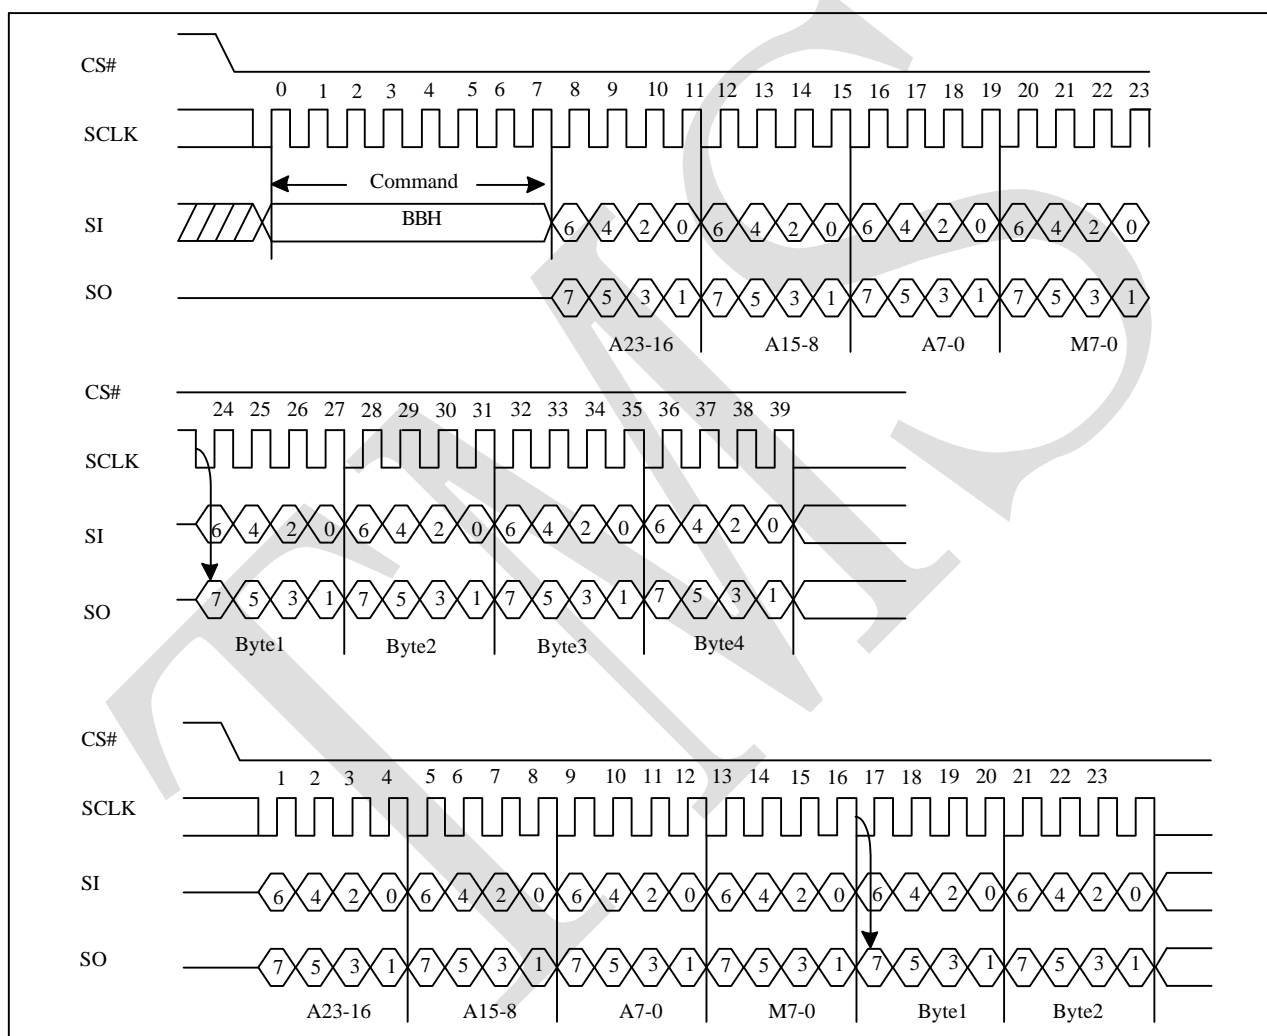 CS#
0 1 2 3 4 5 6 7 8 9 10 11 12 13 14 15 16 17 18 19 20 21 22 23
SCLK
Command
SI BBH 6 4 2 0 6 4 2 0 6 4 2 0 6 4 2 0
SO 7 5 3 1 7 5 3 1 7 5 3 1 7 5 3 1
A23-16 A15-8 A7-0 M7-0
CS#
24 25 26 27 28 29 30 31 32 33 34 35 36 37 38 39
SCLK
SI 6 4 2 0 6 4 2 0 6 4 2 0 6 4 2 0
SO 7 5 3 1 7 5 3 1 7 5 3 1 7 5 3 1
Byte1 Byte2 Byte3 Byte4
CS#
1 2 3 4 5 6 7 8 9 10 11 12 13 14 15 16 17 18 19 20 21 22 23
SCLK
SI 6 4 2 0 6 4 2 0 6 4 2 0 6 4 2 0 6 4 2 0 6 4 2 0
SO 7 5 3 1 7 5 3 1 7 5 3 1 7 5 3 1 7 5 3 1 7 5 3 1
A23-16 A15-8 A7-0 M7-0 Byte1 Byte2
TMS